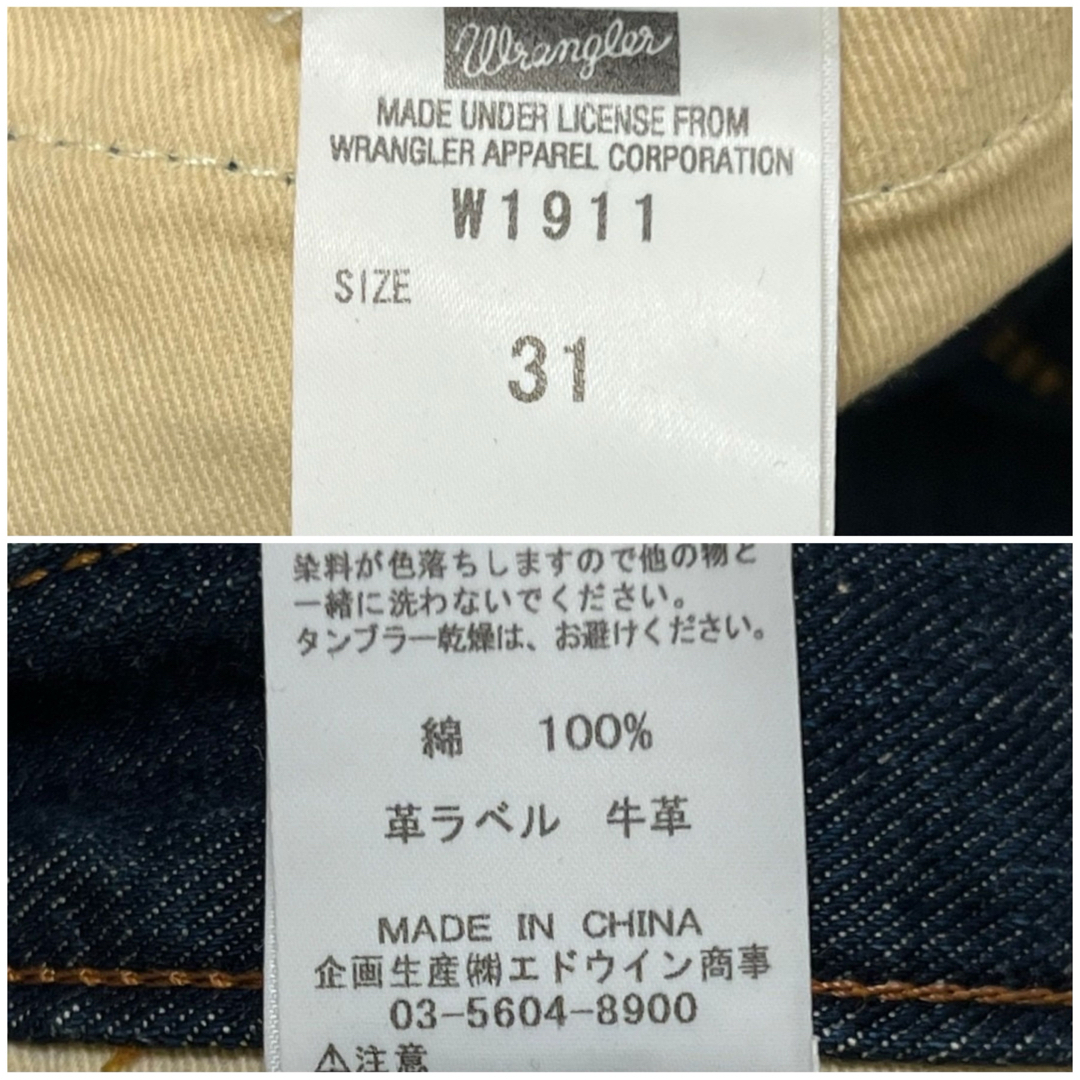 Wrangler
MADE UNDER LICENSE FROM
WRANGLER APPAREL CORPORATION
W1911
SIZE
31
染料が色落ちしますので他の物と
一緒に洗わないでください。
タンブラー乾燥は、お避けください。
綿 100%
革ラベル 牛革
MADE IN CHINA
企画生産㈱エドウイン商事
03-5604-8900
⚠注意